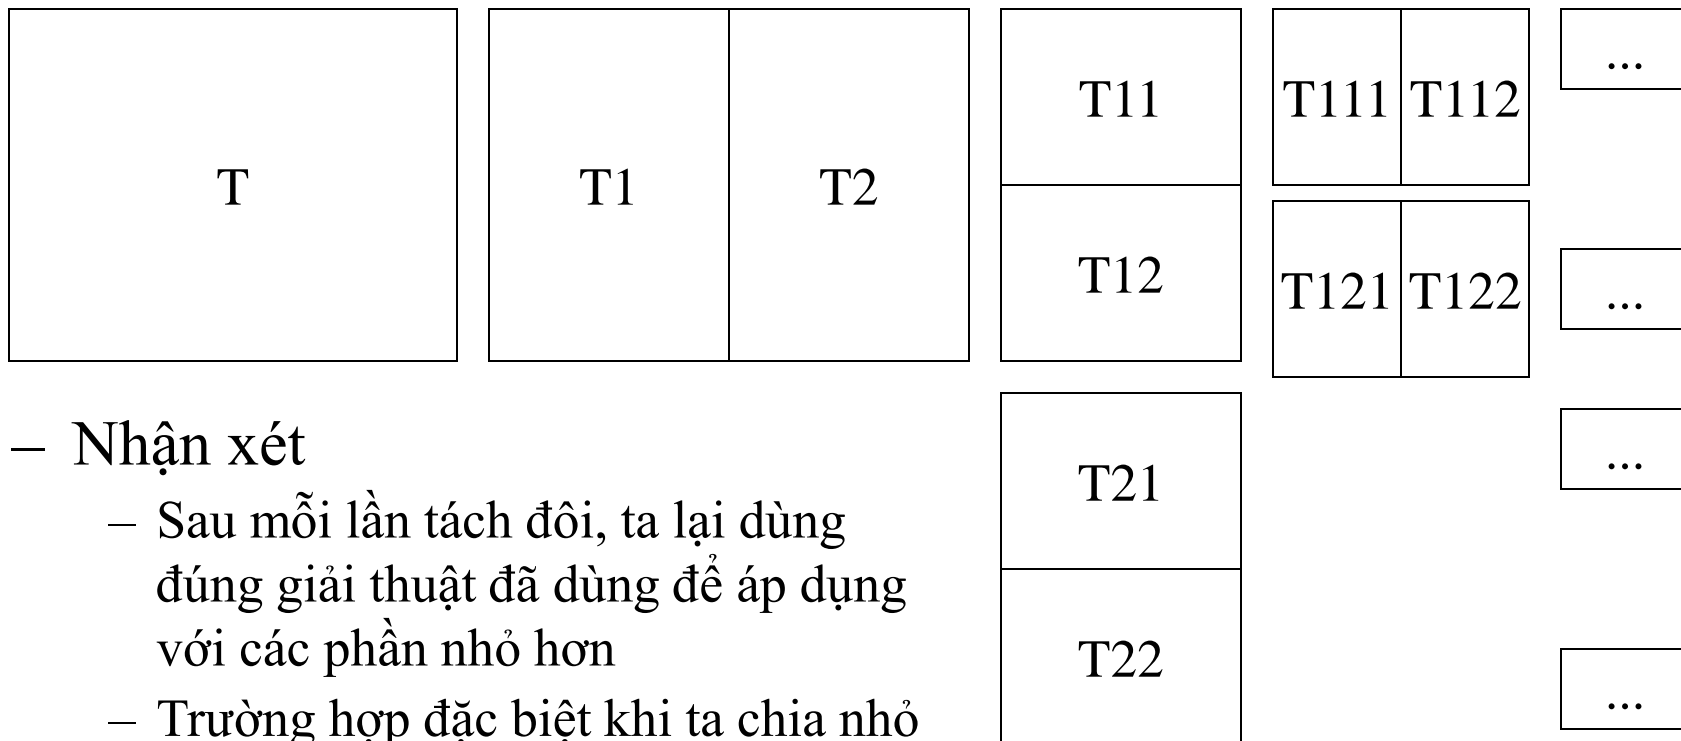 T
T1 T2
T11
T12
T111 T112
T121 T122
...
...
– Nhận xét
– Sau mỗi lần tách đôi, ta lại dùng
đúng giải thuật đã dùng để áp dụng
với các phần nhỏ hơn
– Trường hợp đặc biệt khi ta chia nhỏ
T21
T22
...
...